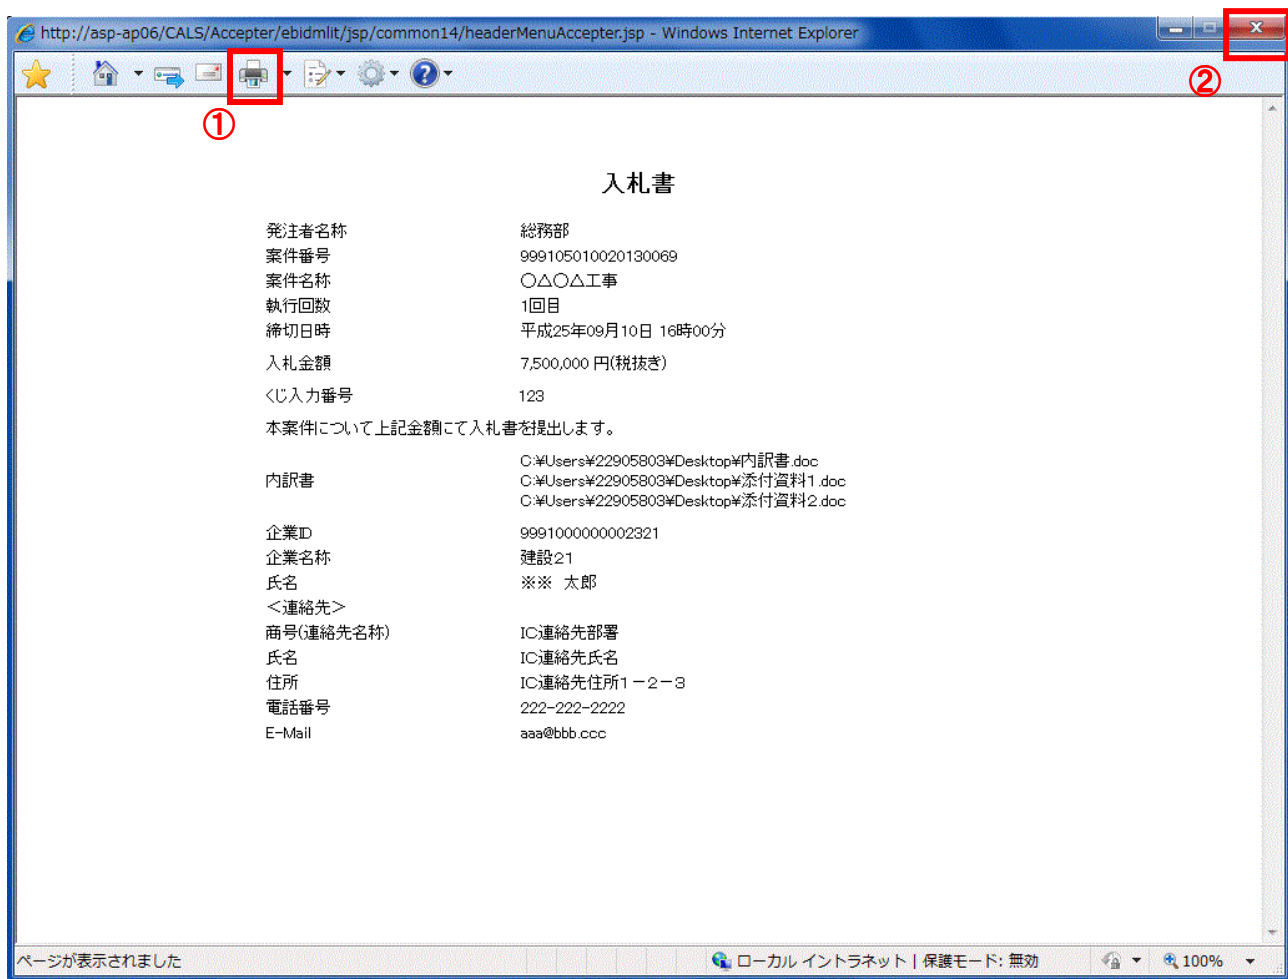 http://asp-ap06/CALS/Accepter/ebidmlit/jsp/common14/headerMenuAccepter.jsp - Windows Internet Explorer
①
②
入札書
発注者名称 総務部
案件番号 999105010020130069
案件名称 ○△○△工事
執行回数 1回目
締切日時 平成25年09月10日 16時00分
入札金額 7,500,000 円(税抜き)
くじ入力番号 123
本案件について上記金額にて入札書を提出します。
内訳書 C:¥Users¥22905803¥Desktop¥内訳書.doc
C:¥Users¥22905803¥Desktop¥添付資料1.doc
C:¥Users¥22905803¥Desktop¥添付資料2.doc
企業ID 9991000000002321
企業名称 建設21
氏名 ※※ 太郎
＜連絡先＞
商号(連絡先名称) IC連絡先部署
氏名 IC連絡先氏名
住所 IC連絡先住所1－2－3
電話番号 222-222-2222
E-Mail aaa@bbb.ccc
ページが表示されました ローカル イントラネット | 保護モード: 無効 100%